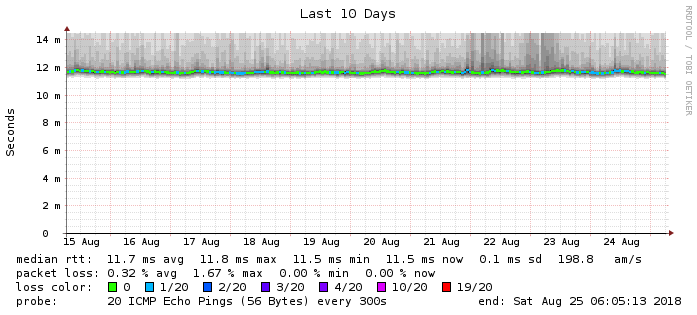 Last 10 Days
RRDTOOL / TOBI OETIKER
Seconds
14 m
12 m
10 m
8 m
6 m
4 m
2 m
0
15 Aug 16 Aug 17 Aug 18 Aug 19 Aug 20 Aug 21 Aug 22 Aug 23 Aug 24 Aug
median rtt: 11.7 ms avg 11.8 ms max 11.5 ms min 11.5 ms now 0.1 ms sd 198.8 am/s
packet loss: 0.32 % avg 1.67 % max 0.00 % min 0.00 % now
loss color: 0 1/20 2/20 3/20 4/20 10/20 19/20
probe: 20 ICMP Echo Pings (56 Bytes) every 300s end: Sat Aug 25 06:05:13 2018